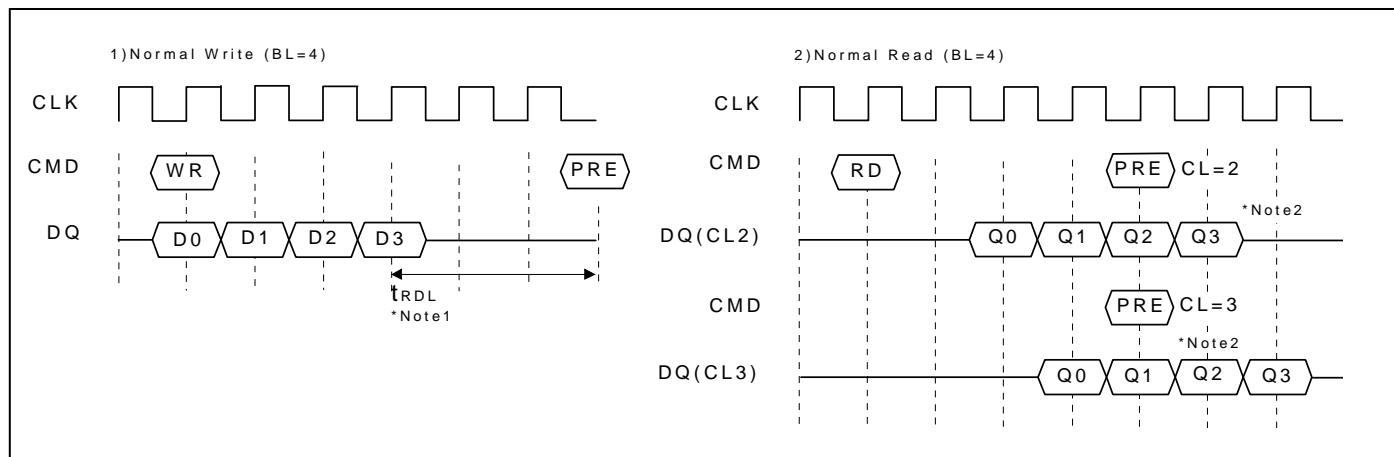 1)Normal Write (BL=4)
CLK
CMD WR PRE
DQ D0 D1 D2 D3
tRDL
*Note1
2)Normal Read (BL=4)
CLK
CMD RD PRE CL=2
*Note2
DQ(CL2) Q0 Q1 Q2 Q3
CMD PRE CL=3
*Note2
DQ(CL3) Q0 Q1 Q2 Q3